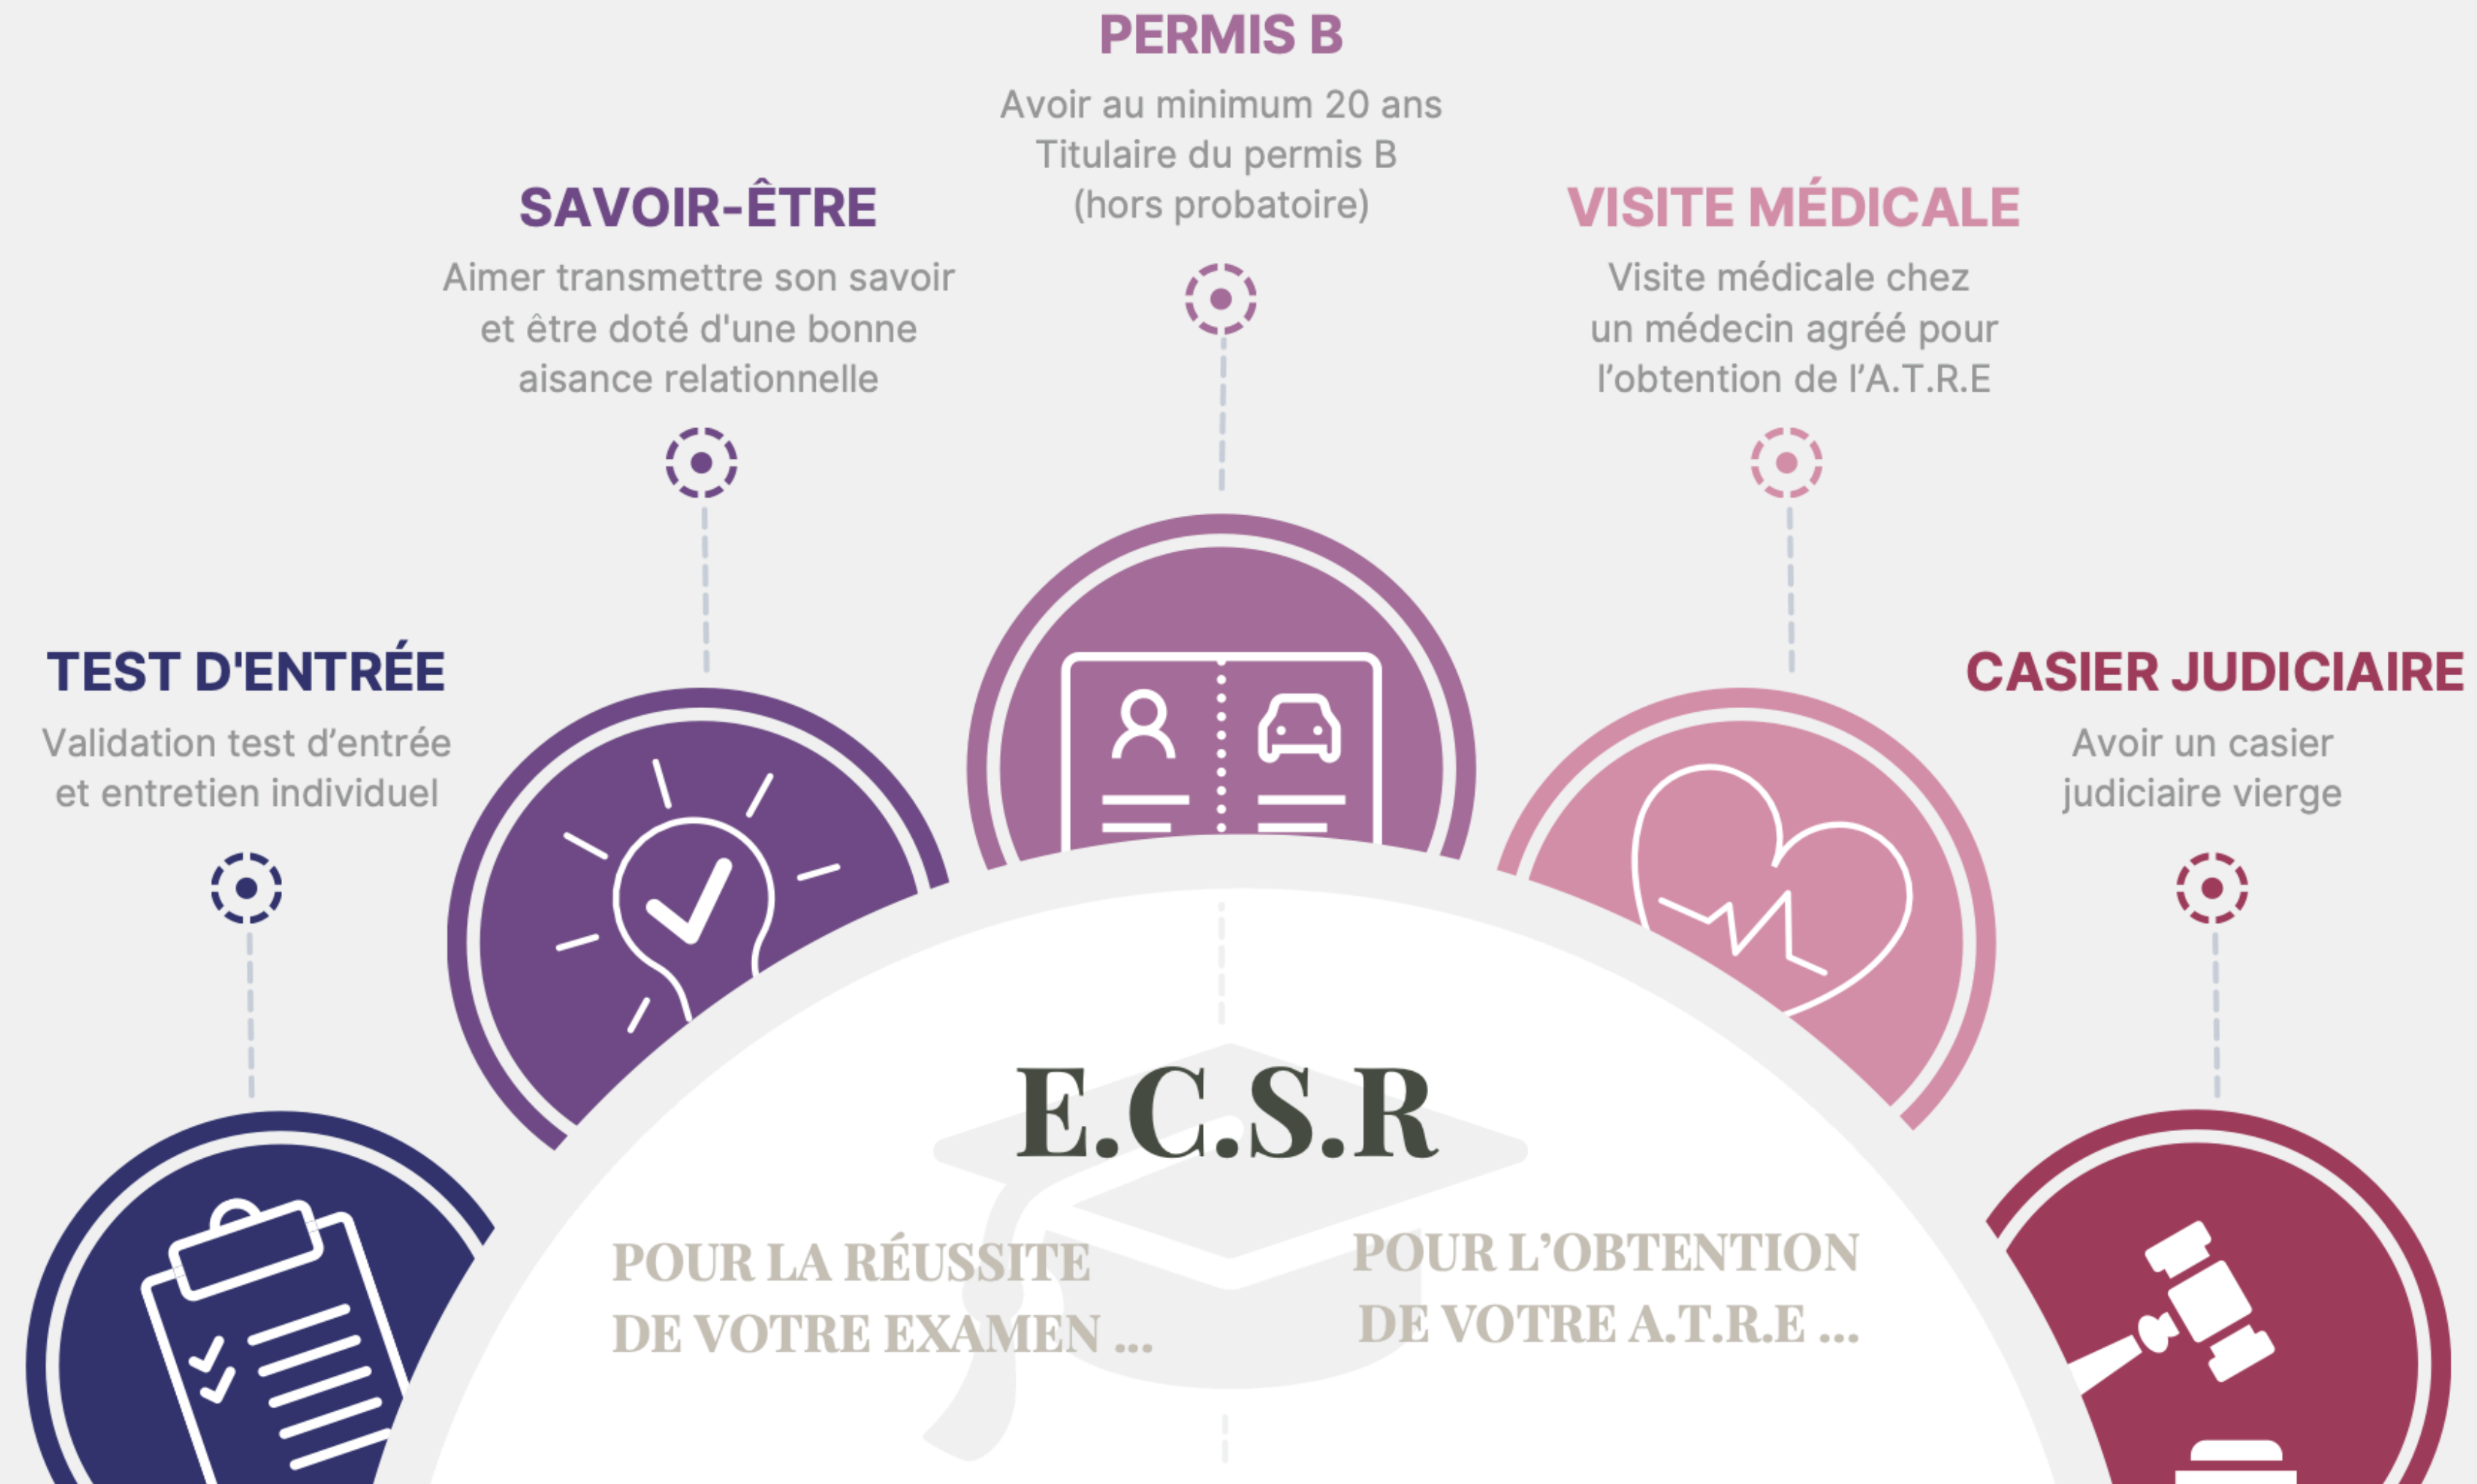 PERMIS B
Avoir au minimum 20 ans
Titulaire du permis B
(hors probatoire)
SAVOIR-ÊTRE
Aimer transmettre son savoir
et être doté d'une bonne
aisance relationnelle
VISITE MÉDICALE
Visite médicale chez
un médecin agréé pour
l’obtention de l’A.T.R.E
TEST D'ENTRÉE
Validation test d’entrée
et entretien individuel
CASIER JUDICIAIRE
Avoir un casier
judiciaire vierge
E.C.S.R
POUR LA RÉUSSITE
DE VOTRE EXAMEN ...
POUR L’OBTENTION
DE VOTRE A.T.R.E ...